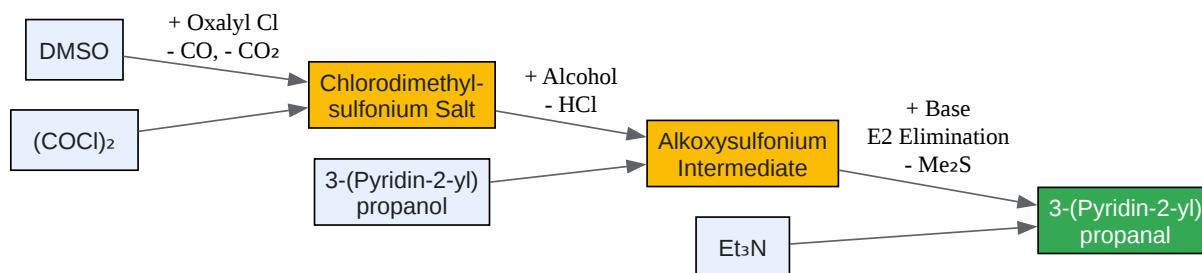 DMSO
(COCl)₂
+ Oxalyl Cl
- CO, - CO₂
Chlorodimethyl-
sulfonium Salt
3-(Pyridin-2-yl)
propanol
+ Alcohol
- HCl
Alkoxysulfonium
Intermediate
Et₃N
+ Base
E2 Elimination
- Me₂S
3-(Pyridin-2-yl)
propanal